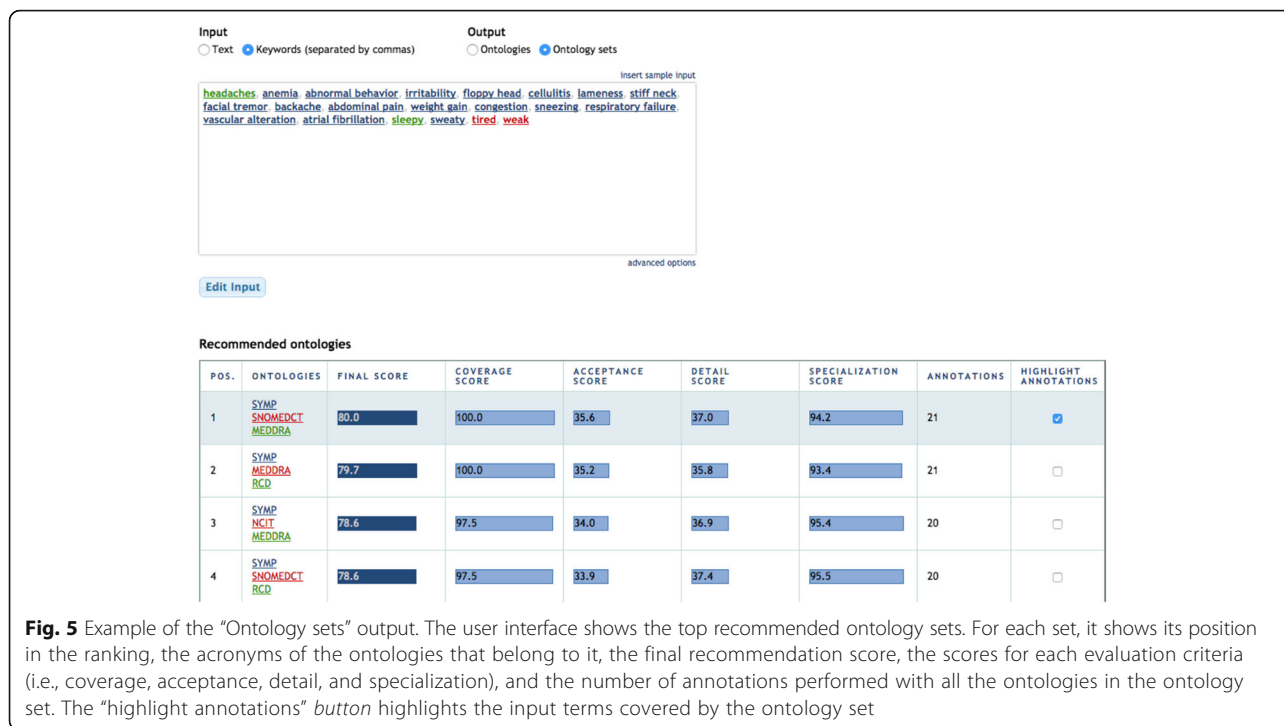 Input Output
Text Keywords (separated by commas) Ontologies Ontology sets
insert sample input
headaches, anemia, abnormal behavior, irritability, floppy head, cellulitis, lameness, stiff neck,
facial tremor, backache, abdominal pain, weight gain, congestion, sneezing, respiratory failure,
vascular alteration, atrial fibrillation, sleepy, sweaty, tired, weak
advanced options
Edit Input
Recommended ontologies
POS. ONTOLOGIES FINAL SCORE COVERAGE SCORE ACCEPTANCE SCORE DETAIL SCORE SPECIALIZATION SCORE ANNOTATIONS HIGHLIGHT ANNOTATIONS
SYMP
1 SNOMEDCT 80.0 100.0 35.6 37.0 94.2 21
MEDDRA
SYMP
2 MEDDRA 79.7 100.0 35.2 35.8 93.4 21
RCD
SYMP
3 NCIT 78.6 97.5 34.0 36.9 95.4 20
MEDDRA
SYMP
4 SNOMEDCT 78.6 97.5 33.9 37.4 95.5 20
RCD
Fig. 5 Example of the “Ontology sets” output. The user interface shows the top recommended ontology sets. For each set, it shows its position
in the ranking, the acronyms of the ontologies that belong to it, the final recommendation score, the scores for each evaluation criteria
(i.e., coverage, acceptance, detail, and specialization), and the number of annotations performed with all the ontologies in the ontology
set. The “highlight annotations” button highlights the input terms covered by the ontology set